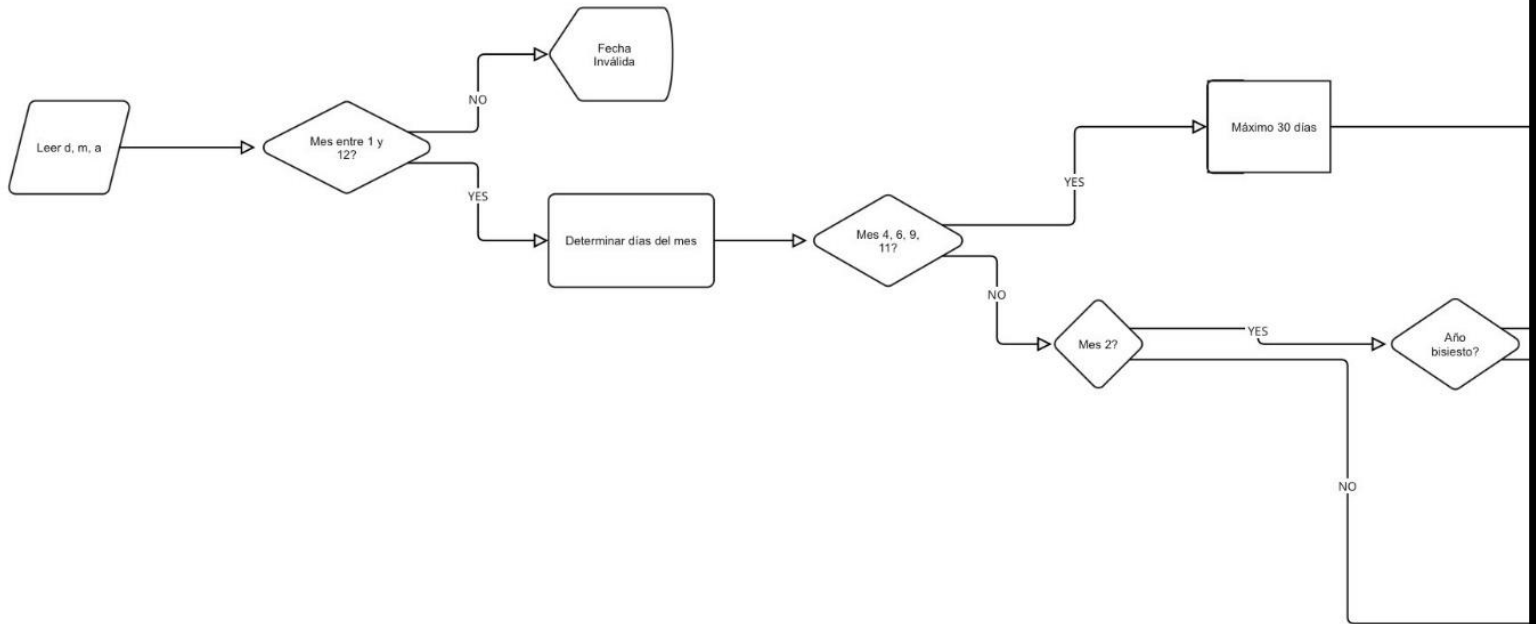 Fecha
Inválida
NO
Leer d, m, a
Mes entre 1 y
12?
YES
Determinar días del mes
Mes 4, 6, 9,
11?
YES
Máximo 30 días
NO
Mes 2?
YES
Año
bisiesto?
NO